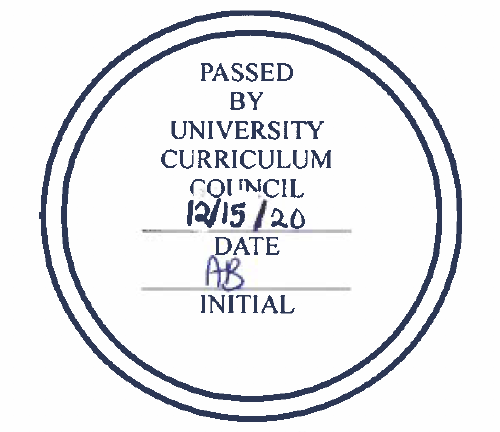 PASSED
BY
UNIVERSITY
CURRICULUM
COUNCIL
12/15/20
DATE
AB
INITIAL